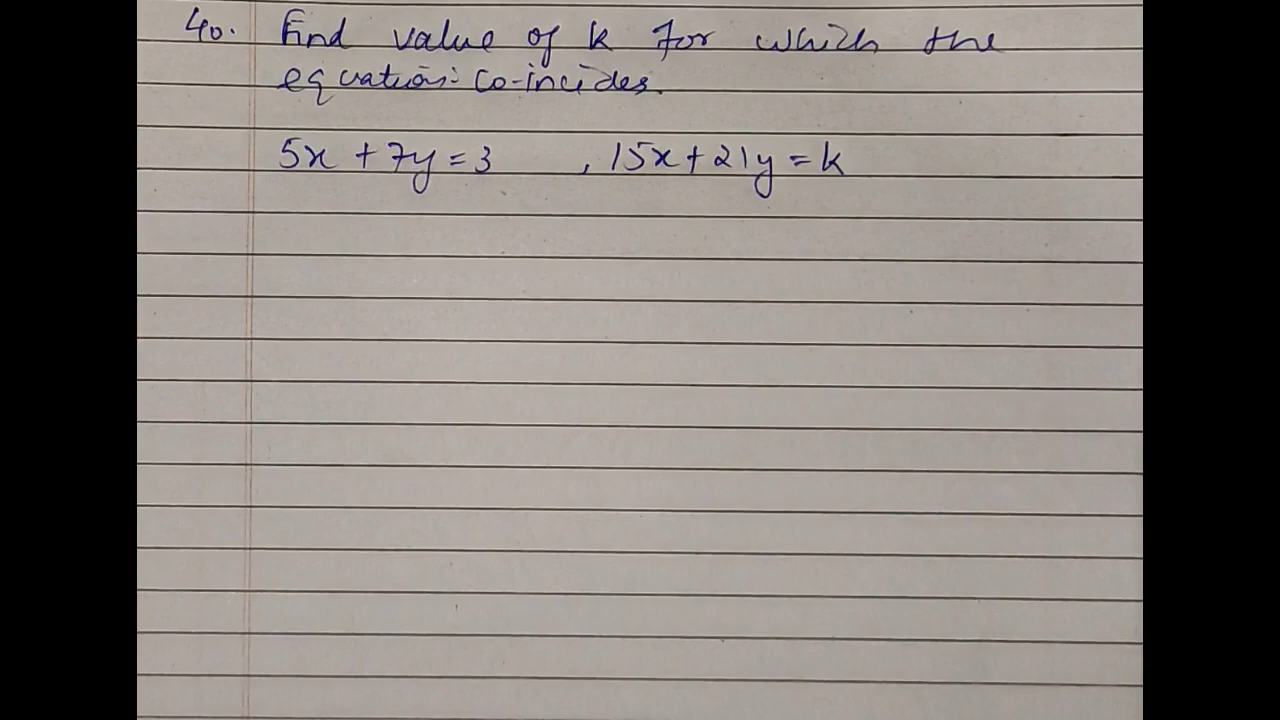 40. Find value of k for which the
equation: co-incides.
5x + 7y = 3 , 15x + 21y = k